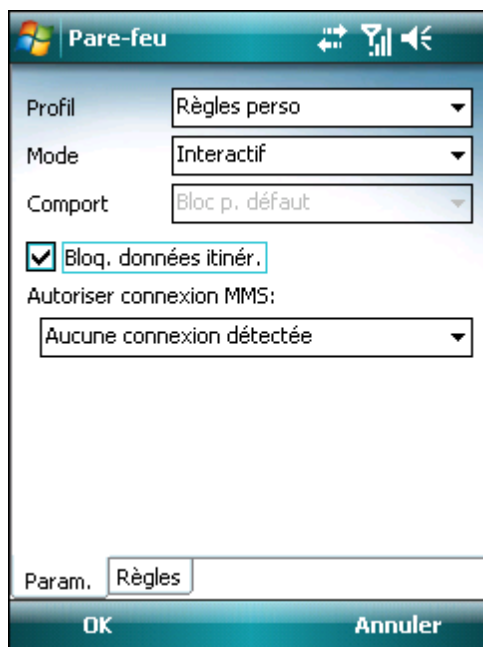 Pare-feu
Profil Règles perso
Mode Interactif
Comport Bloc p. défaut
Bloq. données itinér.
Autoriser connexion MMS:
Aucune connexion détectée
Param. Règles
OK Annuler